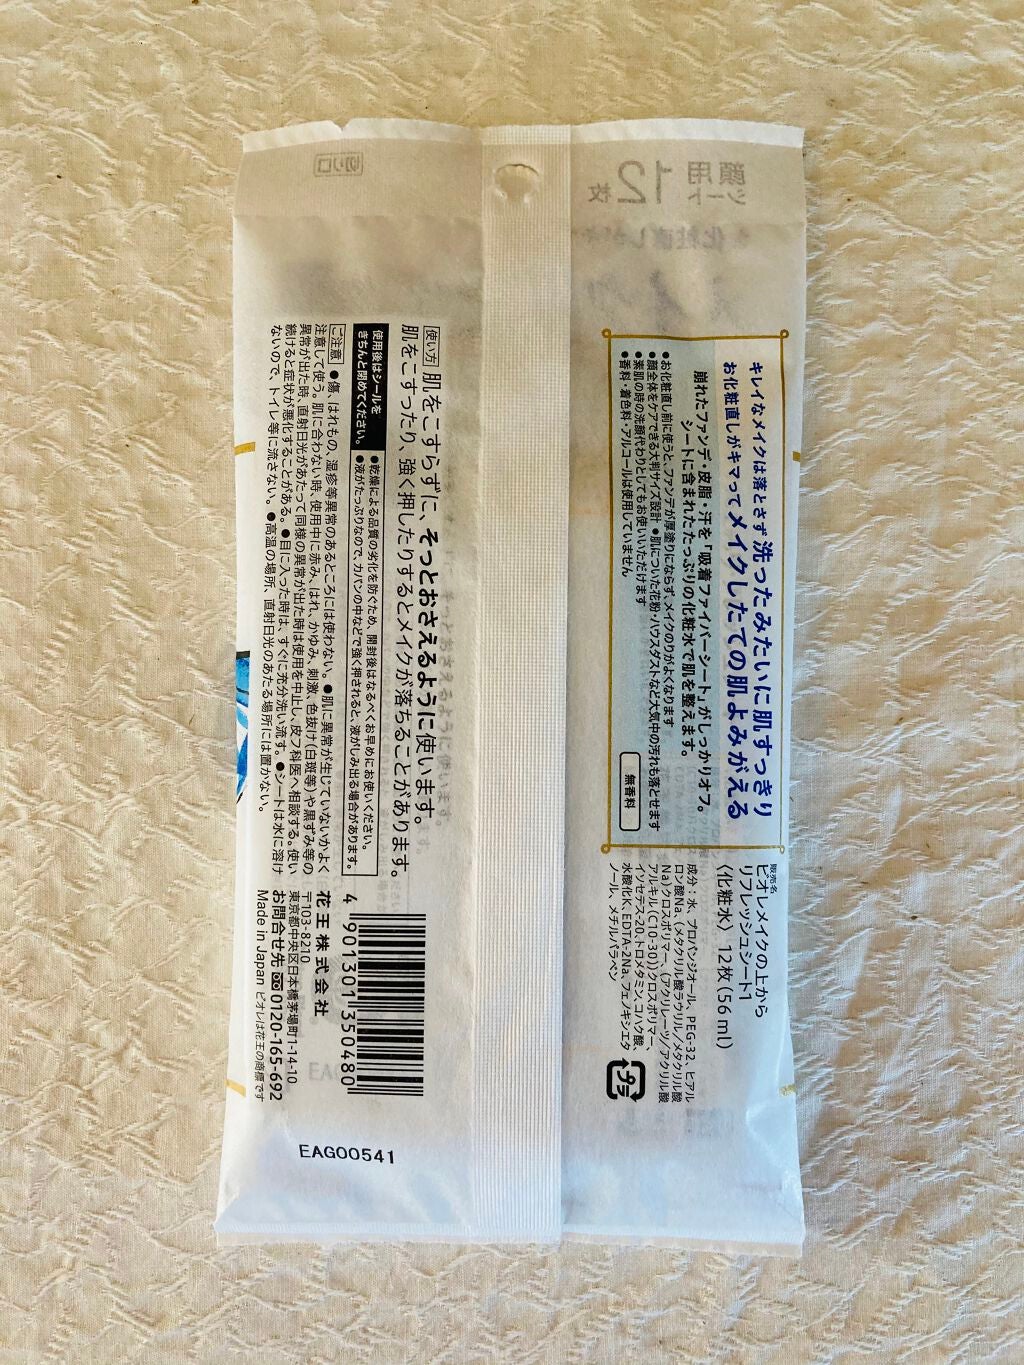 キレイなメイクは落とさず 洗ったみたいに肌すっきり
お化粧直しがキマって メイクしたての肌よみがえる
崩れたファンデ・皮脂・汗を「吸着ファイバーシート」がしっかりオフ。
シートに含まれたたっぷりの化粧水で肌を整えます。
●お化粧直し前に使うと、ファンデが厚塗りにならず、メイクのりがよくなります
●顔全体をケアできる大判サイズ設計 ●肌についた花粉・ハウスダストなど大気中の汚れも落とせます
●素肌の時の洗顔代わりとしてもお使いいただけます
●香料・着色料・アルコールは使用していません
無香料
販売名
ビオレメイクの上から
リフレッシュシート1
〈化粧水〉 12枚(56ml)
成分:水、プロパンジオール、PEG-32、ヒアル
ロン酸Na、(メタクリル酸ラウリル/メタクリル酸
Na)クロスポリマー、(アクリレーツ/アクリル酸
アルキル(C10-30))クロスポリマー、
イソセテス-20、トロメタミン、コハク酸、
水酸化K、EDTA-2Na、フェノキシエタ
ノール、メチルパラベン
プラ
使い方 肌をこすらずに、そっとおさえるように使います。
肌をこすったり、強く押したりするとメイクが落ちることがあります。
使用後はシールを
きちんと閉めてください。
●乾燥による品質の劣化を防ぐため、開封後はなるべくお早めにお使いください。
●液がたっぷりなので、カバンの中などで強く押されると、液がしみ出る場合があります。
ご注意 ●傷、はれもの、湿疹等異常のあるところには使わない。●肌に異常が生じていないかよく
注意して使う。肌に合わない時、使用中に赤み、はれ、かゆみ、刺激、色抜け(白斑等)や黒ずみ等の
異常が出た時、直射日光があたって同様の異常が出た時は使用を中止し、皮フ科医へ相談する。使い
続けると症状が悪化することがある。●目に入った時は、すぐに充分洗い流す。●シートは水に溶け
ないので、トイレ等に流さない。●高温の場所、直射日光のあたる場所には置かない。
4 901301350480
花王株式会社
〒103-8210
東京都中央区日本橋茅場町1-14-10
お問合せ先 0120-165-692
Made in Japan ビオレは花王の商標です
EAG00541
切り口
顔用
シート
12枚